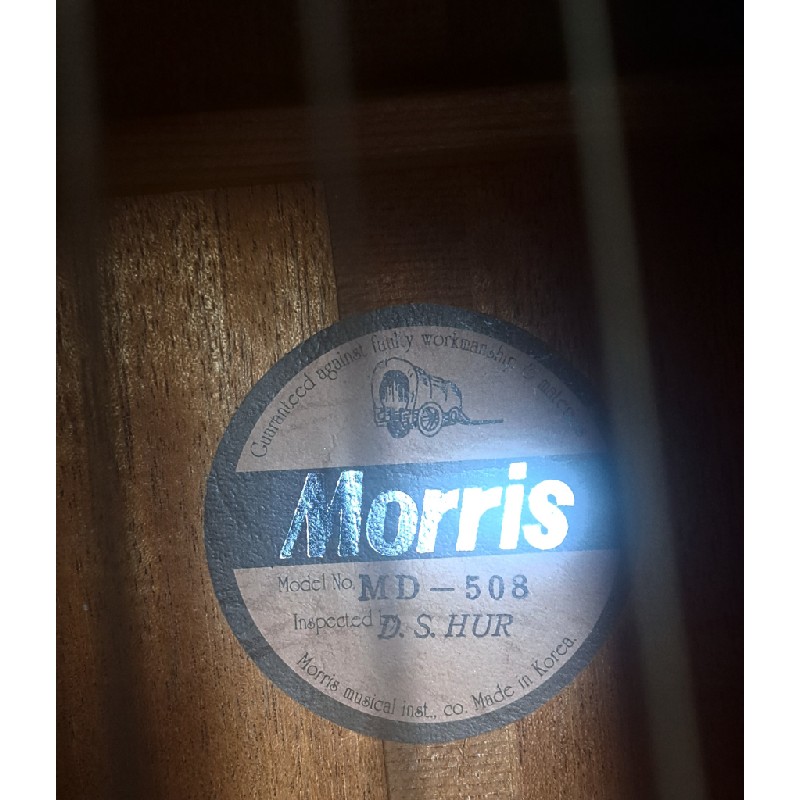 Guaranteed against faulty workmanship &
Morris
Model No. MD-508
Inspected D. S. HUR
Morris musical inst., co. Made in Korea.